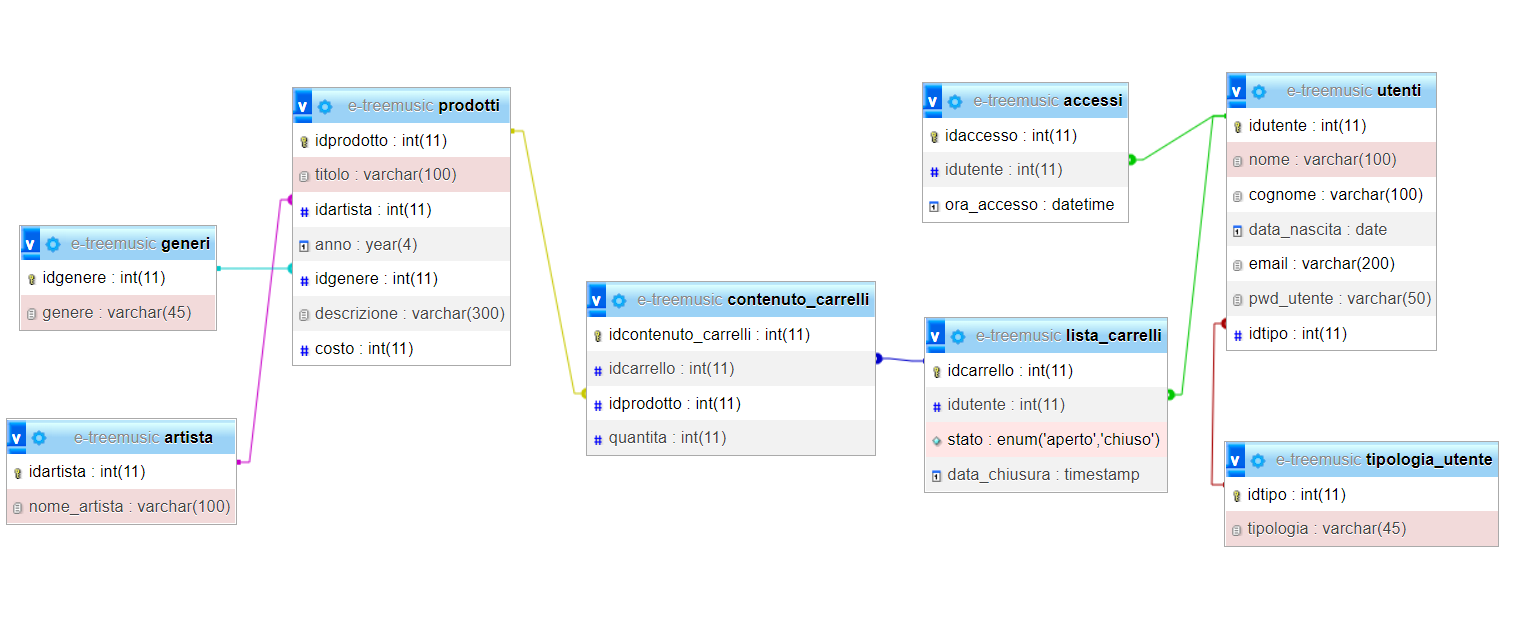 v e-treemusic prodotti
idprodotto : int(11)
titolo : varchar(100)
idartista : int(11)
anno : year(4)
idgenere : int(11)
descrizione : varchar(300)
costo : int(11)
v e-treemusic generi
idgenere : int(11)
genere : varchar(45)
v e-treemusic artista
idartista : int(11)
nome_artista : varchar(100)
v e-treemusic contenuto_carrelli
idcontenuto_carrelli : int(11)
idcarrello : int(11)
idprodotto : int(11)
quantita : int(11)
v e-treemusic accessi
idaccesso : int(11)
idutente : int(11)
ora_accesso : datetime
v e-treemusic lista_carrelli
idcarrello : int(11)
idutente : int(11)
stato : enum('aperto','chiuso')
data_chiusura : timestamp
v e-treemusic utenti
idutente : int(11)
nome : varchar(100)
cognome : varchar(100)
data_nascita : date
email : varchar(200)
pwd_utente : varchar(50)
idtipo : int(11)
v e-treemusic tipologia_utente
idtipo : int(11)
tipologia : varchar(45)